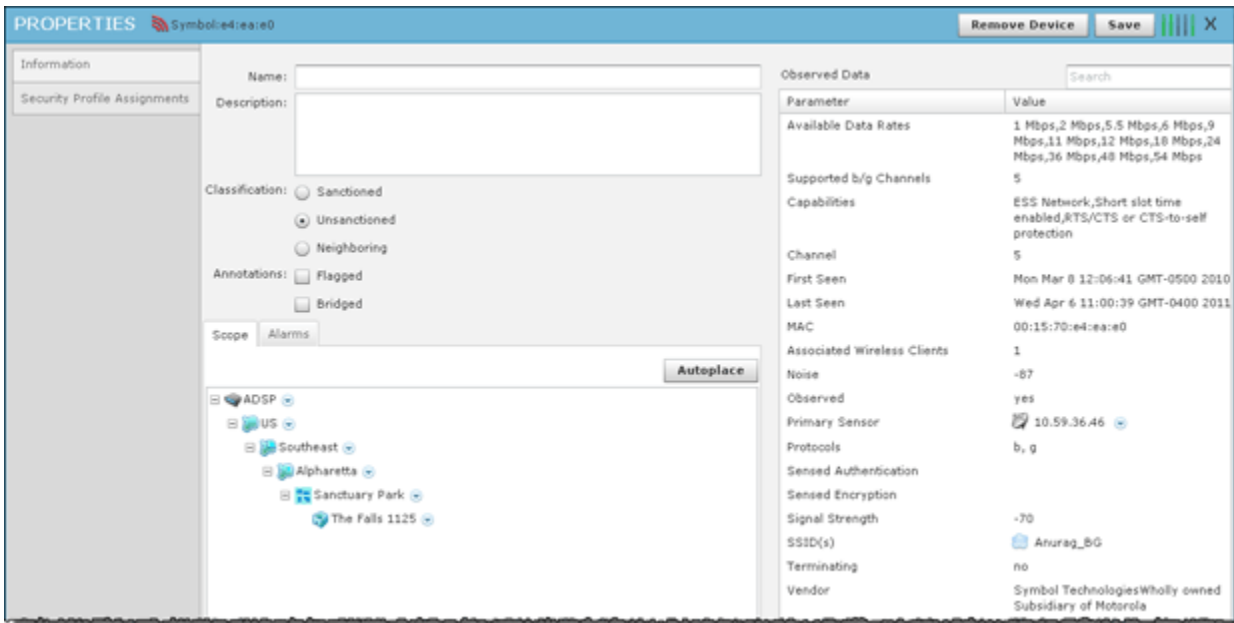 PROPERTIES Symbol:e4:ea:e0 Remove Device Save X
Information
Security Profile Assignments
Name:
Description:
Classification: Sanctioned
Unsanctioned
Neighboring
Annotations: Flagged
Bridged
Scope Alarms
Autoplace
ADSP
US
Southeast
Alpharetta
Sanctuary Park
The Falls 1125
Observed Data Search
Parameter Value
Available Data Rates 1 Mbps,2 Mbps,5.5 Mbps,6 Mbps,9
Mbps,11 Mbps,12 Mbps,18 Mbps,24
Mbps,36 Mbps,48 Mbps,54 Mbps
Supported b/g Channels 5
Capabilities ESS Network,Short slot time
enabled,RTS/CTS or CTS-to-self
protection
Channel 5
First Seen Mon Mar 8 12:06:41 GMT-0500 2010
Last Seen Wed Apr 6 11:00:39 GMT-0400 2011
MAC 00:15:70:e4:ea:e0
Associated Wireless Clients 1
Noise -87
Observed yes
Primary Sensor 10.59.36.46
Protocols b, g
Sensed Authentication
Sensed Encryption
Signal Strength -70
SSID(s) Anurag_BG
Terminating no
Vendor Symbol TechnologiesWholly owned
Subsidiary of Motorola